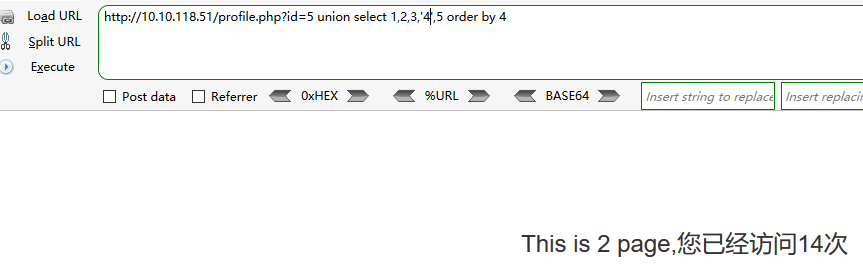 Load URL
http://10.10.118.51/profile.php?id=5 union select 1,2,3,'4',5 order by 4
Split URL
Execute
Post data Referrer 0xHEX %URL BASE64 Insert string to replace Insert replacing
This is 2 page,您已经访问14次